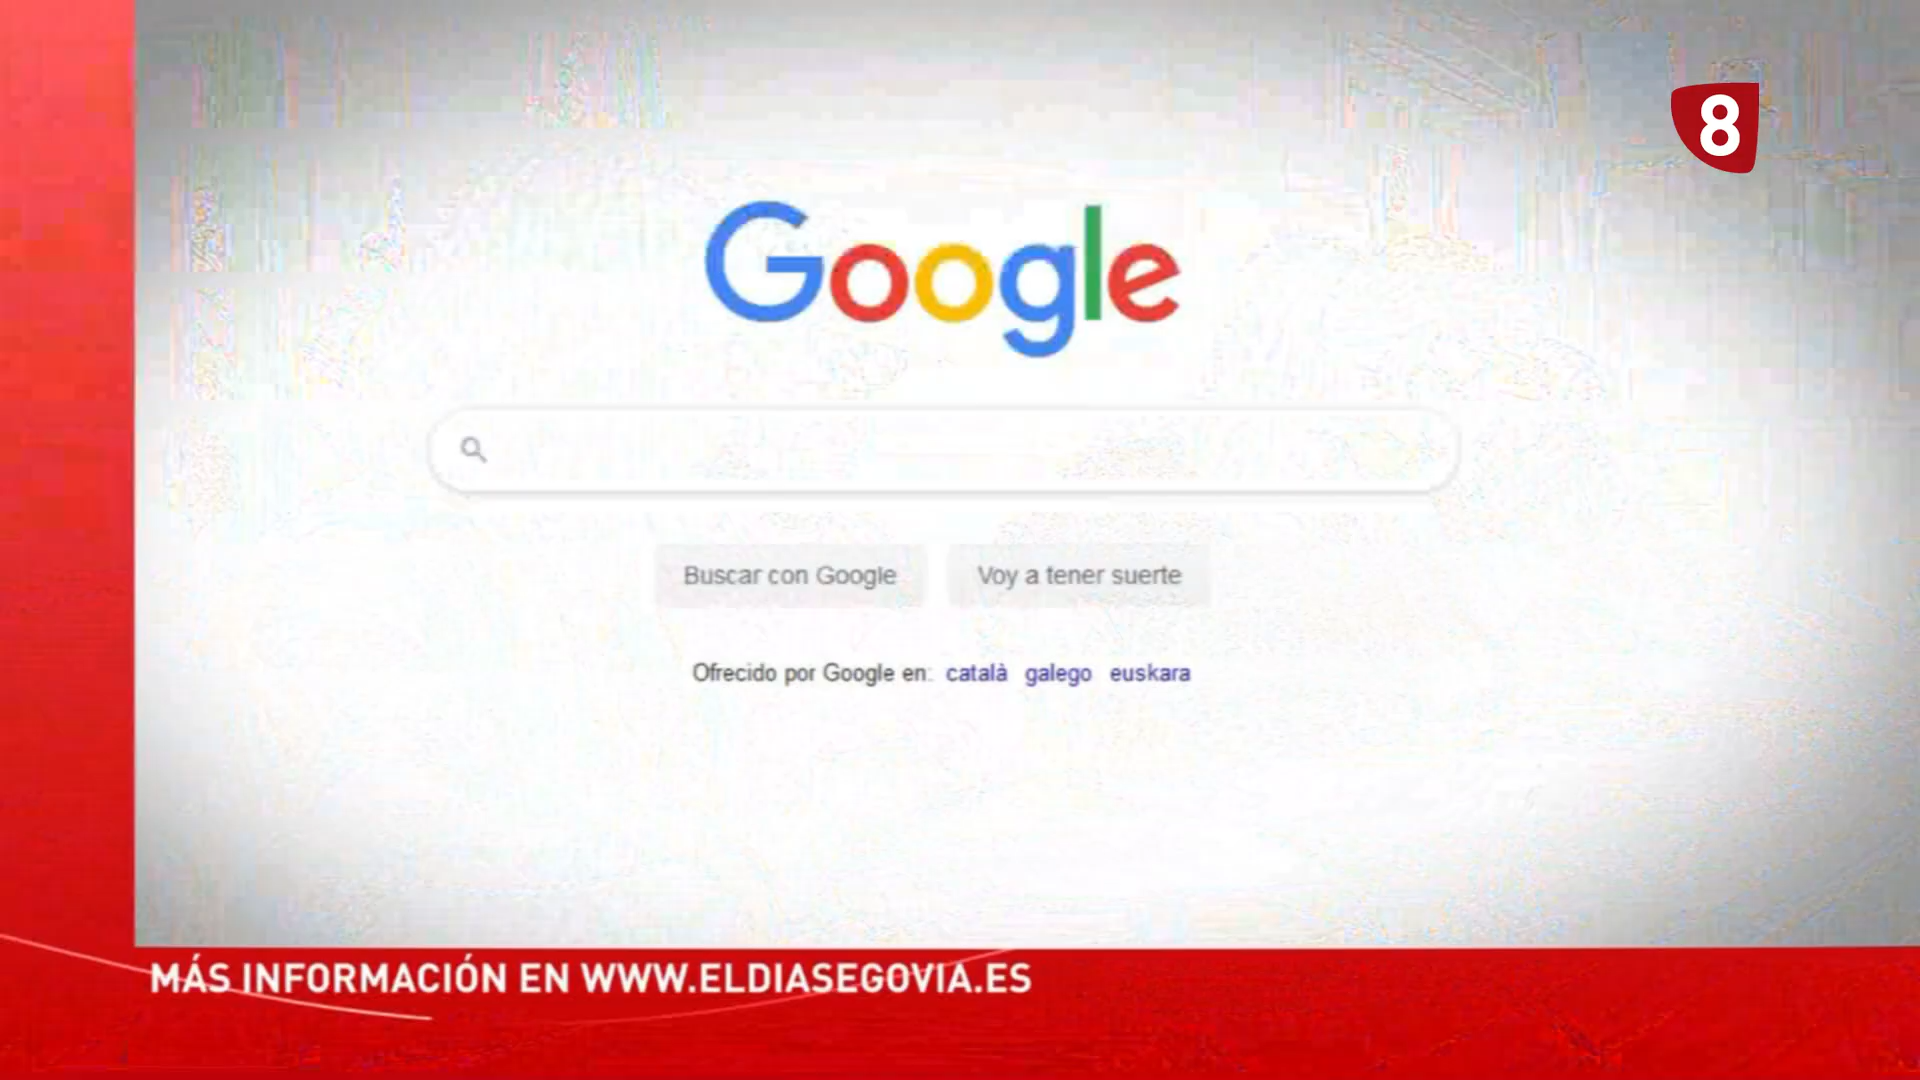 8
Google
Buscar con Google
Voy a tener suerte
Ofrecido por Google en: català galego euskara
MÁS INFORMACIÓN EN WWW.ELDIASEGOVIA.ES